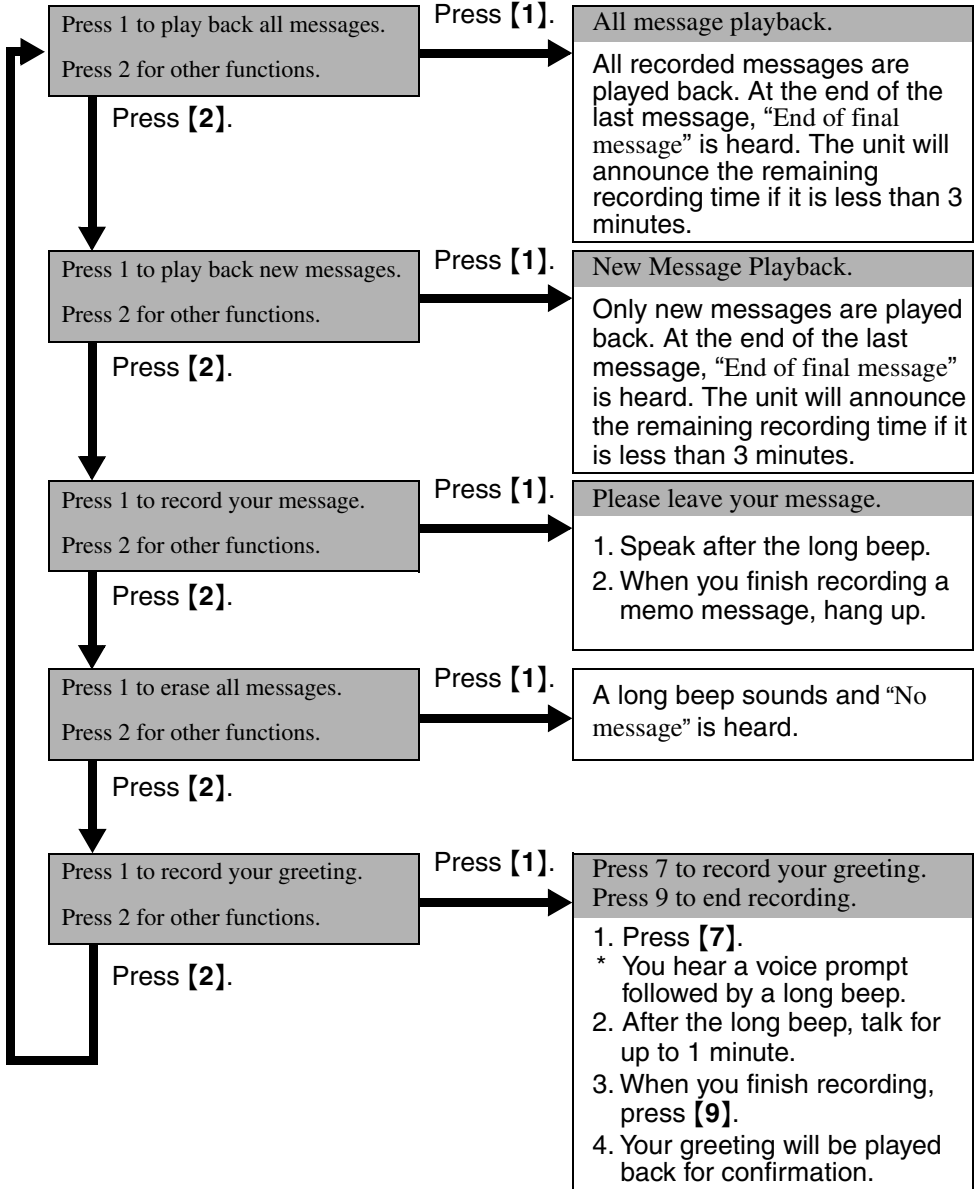 Press 1 to play back all messages.
Press 2 for other functions.
Press【1】.
All message playback.
All recorded messages are
played back. At the end of the
last message, “End of final
message” is heard. The unit will
announce the remaining
recording time if it is less than 3
minutes.
Press【2】.
Press 1 to play back new messages.
Press 2 for other functions.
Press【1】.
New Message Playback.
Only new messages are played
back. At the end of the last
message, “End of final message”
is heard. The unit will announce
the remaining recording time if it
is less than 3 minutes.
Press【2】.
Press 1 to record your message.
Press 2 for other functions.
Press【1】.
Please leave your message.
1. Speak after the long beep.
2. When you finish recording a
memo message, hang up.
Press【2】.
Press 1 to erase all messages.
Press 2 for other functions.
Press【1】.
A long beep sounds and “No
message” is heard.
Press【2】.
Press 1 to record your greeting.
Press 2 for other functions.
Press【1】.
Press 7 to record your greeting.
Press 9 to end recording.
1. Press【7】.
* You hear a voice prompt
followed by a long beep.
2. After the long beep, talk for
up to 1 minute.
3. When you finish recording,
press【9】.
4. Your greeting will be played
back for confirmation.
Press【2】.